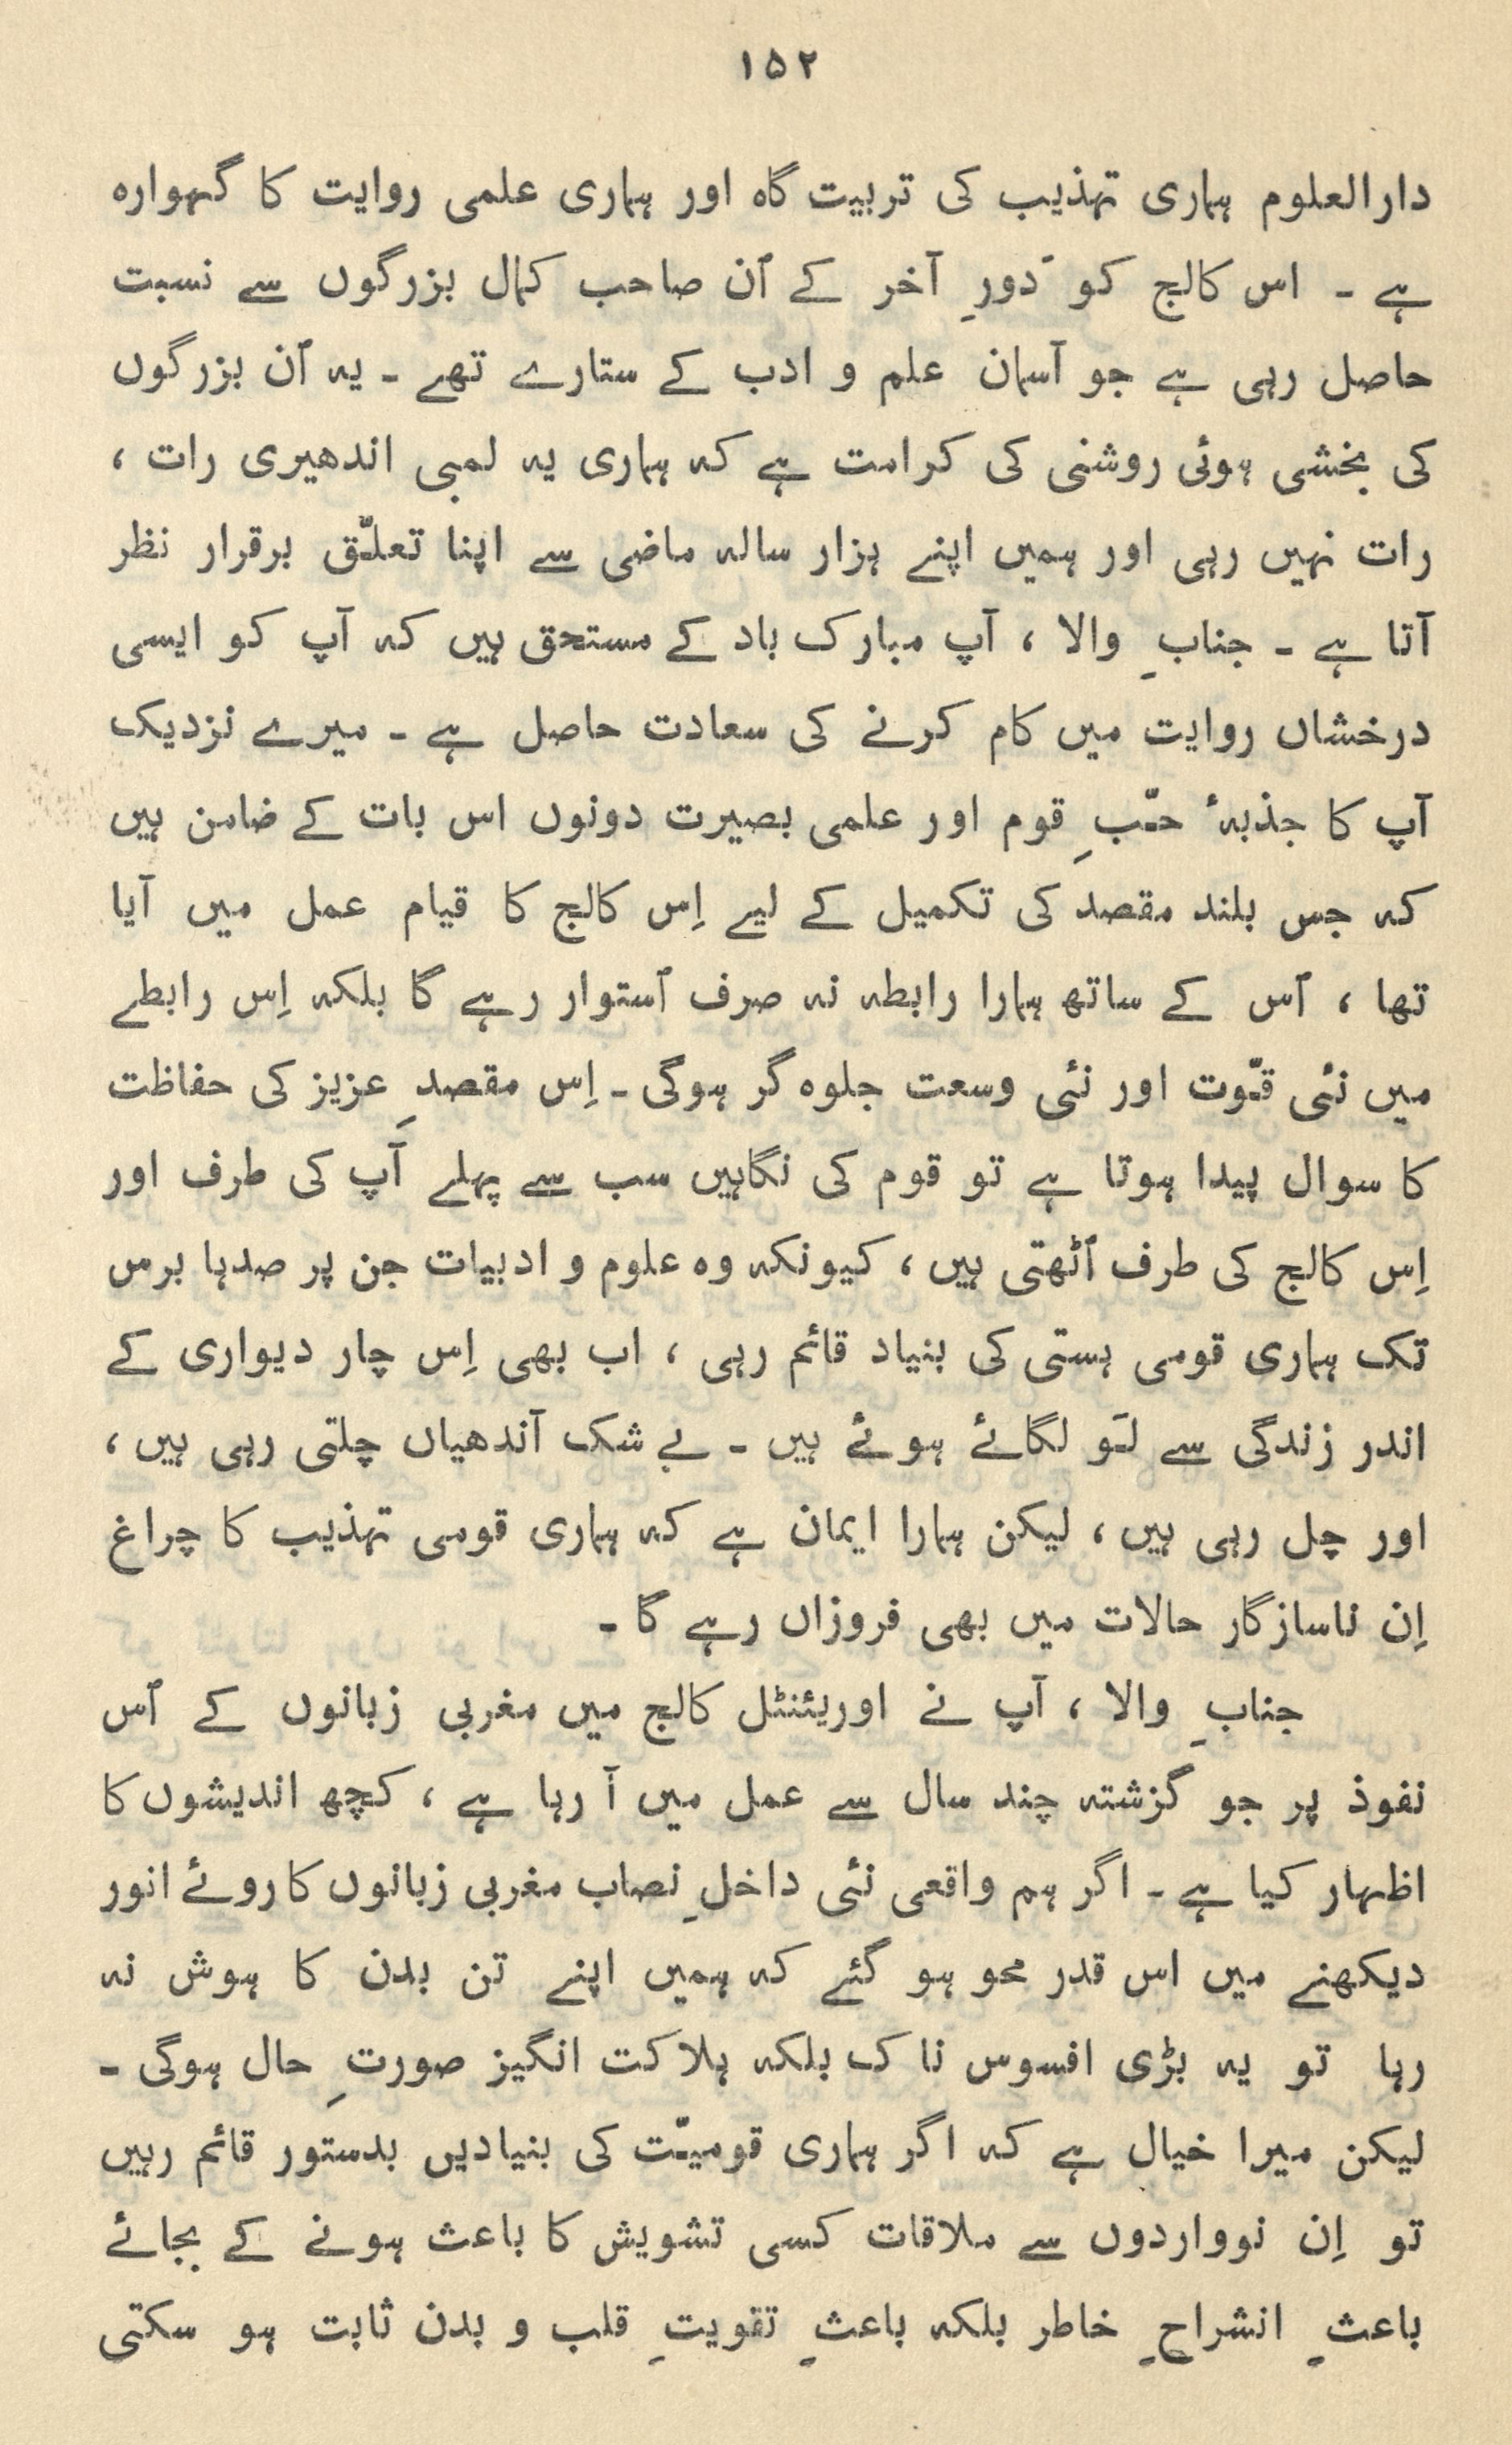 ۱۵۲
دارالعلوم ہماری تہذیب کی تربیت گاہ اور ہماری علمی روایت کا گہوارہ
ہے ۔ اس کالج کو دَورِ آخر کے اُن صاحب کمال بزرگوں سے نسبت
حاصل رہی ہے جو آسمان علم و ادب کے ستارے تھے ۔ یہ اُن بزرگوں
کی بخشی ہوئی روشنی کی کرامت ہے کہ ہماری یہ لمبی اندھیری رات ،
رات نہیں رہی اور ہمیں اپنے ہزار سالہ ماضی سے اپنا تعلّق برقرار نظر
آتا ہے ۔ جنابِ والا ، آپ مبارک باد کے مستحق ہیں کہ آپ کو ایسی
درخشاں روایت میں کام کرنے کی سعادت حاصل ہے ۔ میرے نزدیک
آپ کا جذبۂ حبِّ قوم اور علمی بصیرت دونوں اس بات کے ضامن ہیں
کہ جس بلند مقصد کی تکمیل کے لیے اِس کالج کا قیام عمل میں آیا
تھا ، اُس کے ساتھ ہمارا رابطہ نہ صرف اُستوار رہے گا بلکہ اِس رابطے
میں نئی قوّت اور نئی وسعت جلوہ گر ہوگی ۔ اِس مقصدِ عزیز کی حفاظت
کا سوال پیدا ہوتا ہے تو قوم کی نگاہیں سب سے پہلے آپ کی طرف اور
اِس کالج کی طرف اُٹھتی ہیں ، کیونکہ وہ علوم و ادبیات جن پر صدہا برس
تک ہماری قومی ہستی کی بنیاد قائم رہی ، اب بھی اِس چار دیواری کے
اندر زندگی سے لَو لگائے ہوئے ہیں ۔ بے شک آندھیاں چلتی رہی ہیں ،
اور چل رہی ہیں ، لیکن ہمارا ایمان ہے کہ ہماری قومی تہذیب کا چراغ
اِن ناسازگار حالات میں بھی فروزاں رہے گا ۔
جنابِ والا ، آپ نے اوریئنٹل کالج میں مغربی زبانوں کے اُس
نفوذ پر جو گزشتہ چند سال سے عمل میں آ رہا ہے ، کچھ اندیشوں کا
اظہار کیا ہے ۔ اگر ہم واقعی نئی داخلِ نصاب مغربی زبانوں کا روئے انور
دیکھنے میں اس قدر محو ہو گئے کہ ہمیں اپنے تن بدن کا ہوش نہ
رہا تو یہ بڑی افسوس ناک بلکہ ہلاکت انگیز صورتِ حال ہوگی ۔
لیکن میرا خیال ہے کہ اگر ہماری قومیّت کی بنیادیں بدستور قائم رہیں
تو اِن نوواردوں سے ملاقات کسی تشویش کا باعث ہونے کے بجائے
باعثِ انشراحِ خاطر بلکہ باعثِ تقویتِ قلب و بدن ثابت ہو سکتی